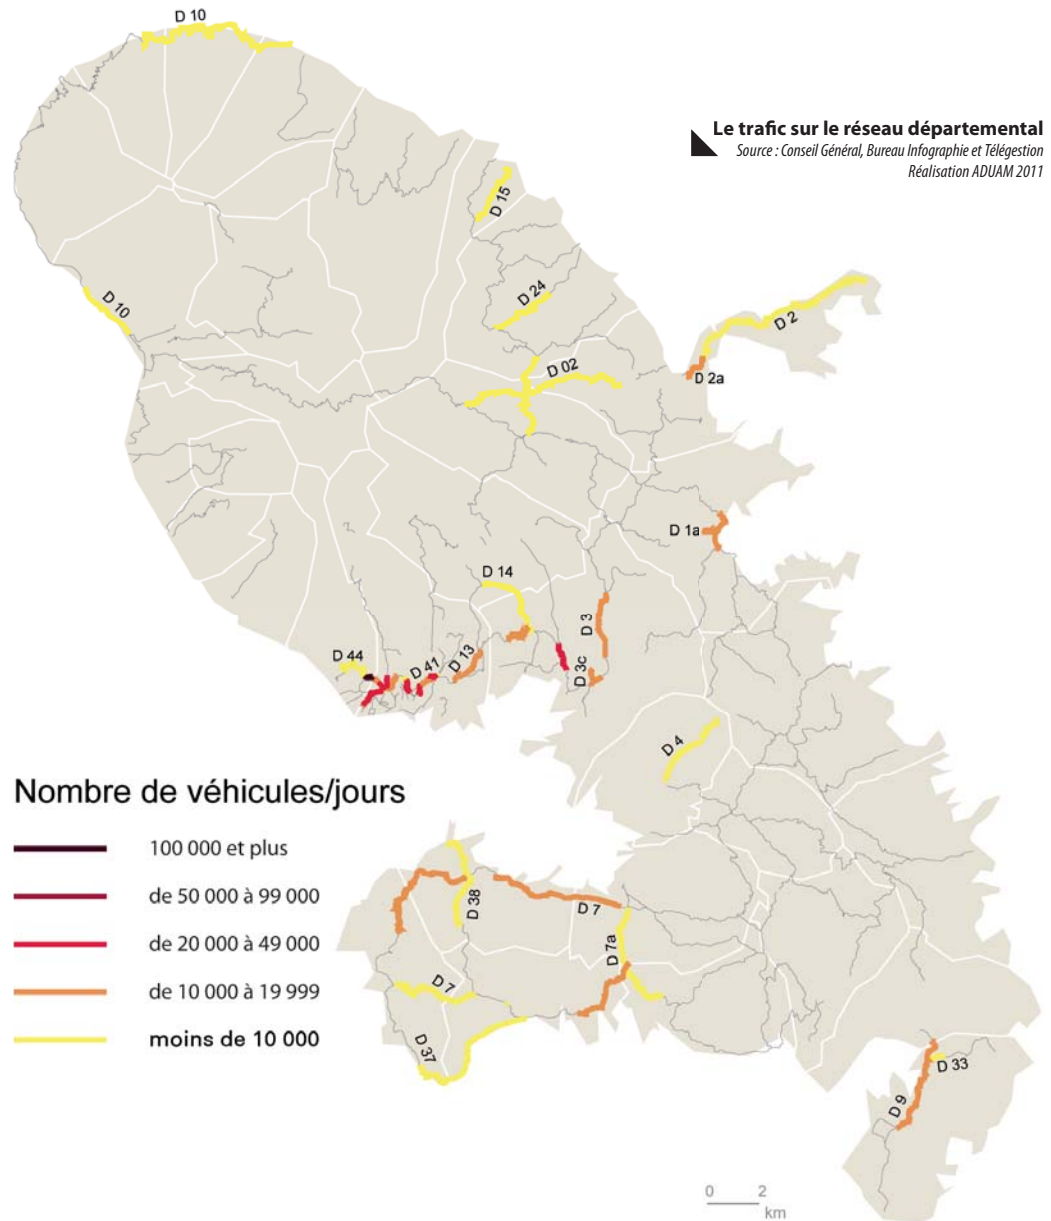 D 10
Le trafic sur le réseau départemental
Source : Conseil Général, Bureau Infographie et Télégestion
Réalisation ADUAM 2011
D 15
D 24
D 10
D 2
D 02
D 2a
D 1a
D 14
D 3
D 44
D 41
D 13
D 3c
D 4
Nombre de véhicules/jours
100 000 et plus
de 50 000 à 99 000
de 20 000 à 49 000
de 10 000 à 19 999
moins de 10 000
D 38
D 7
D 7a
D 7
D 37
D 33
D 9
0 2
km